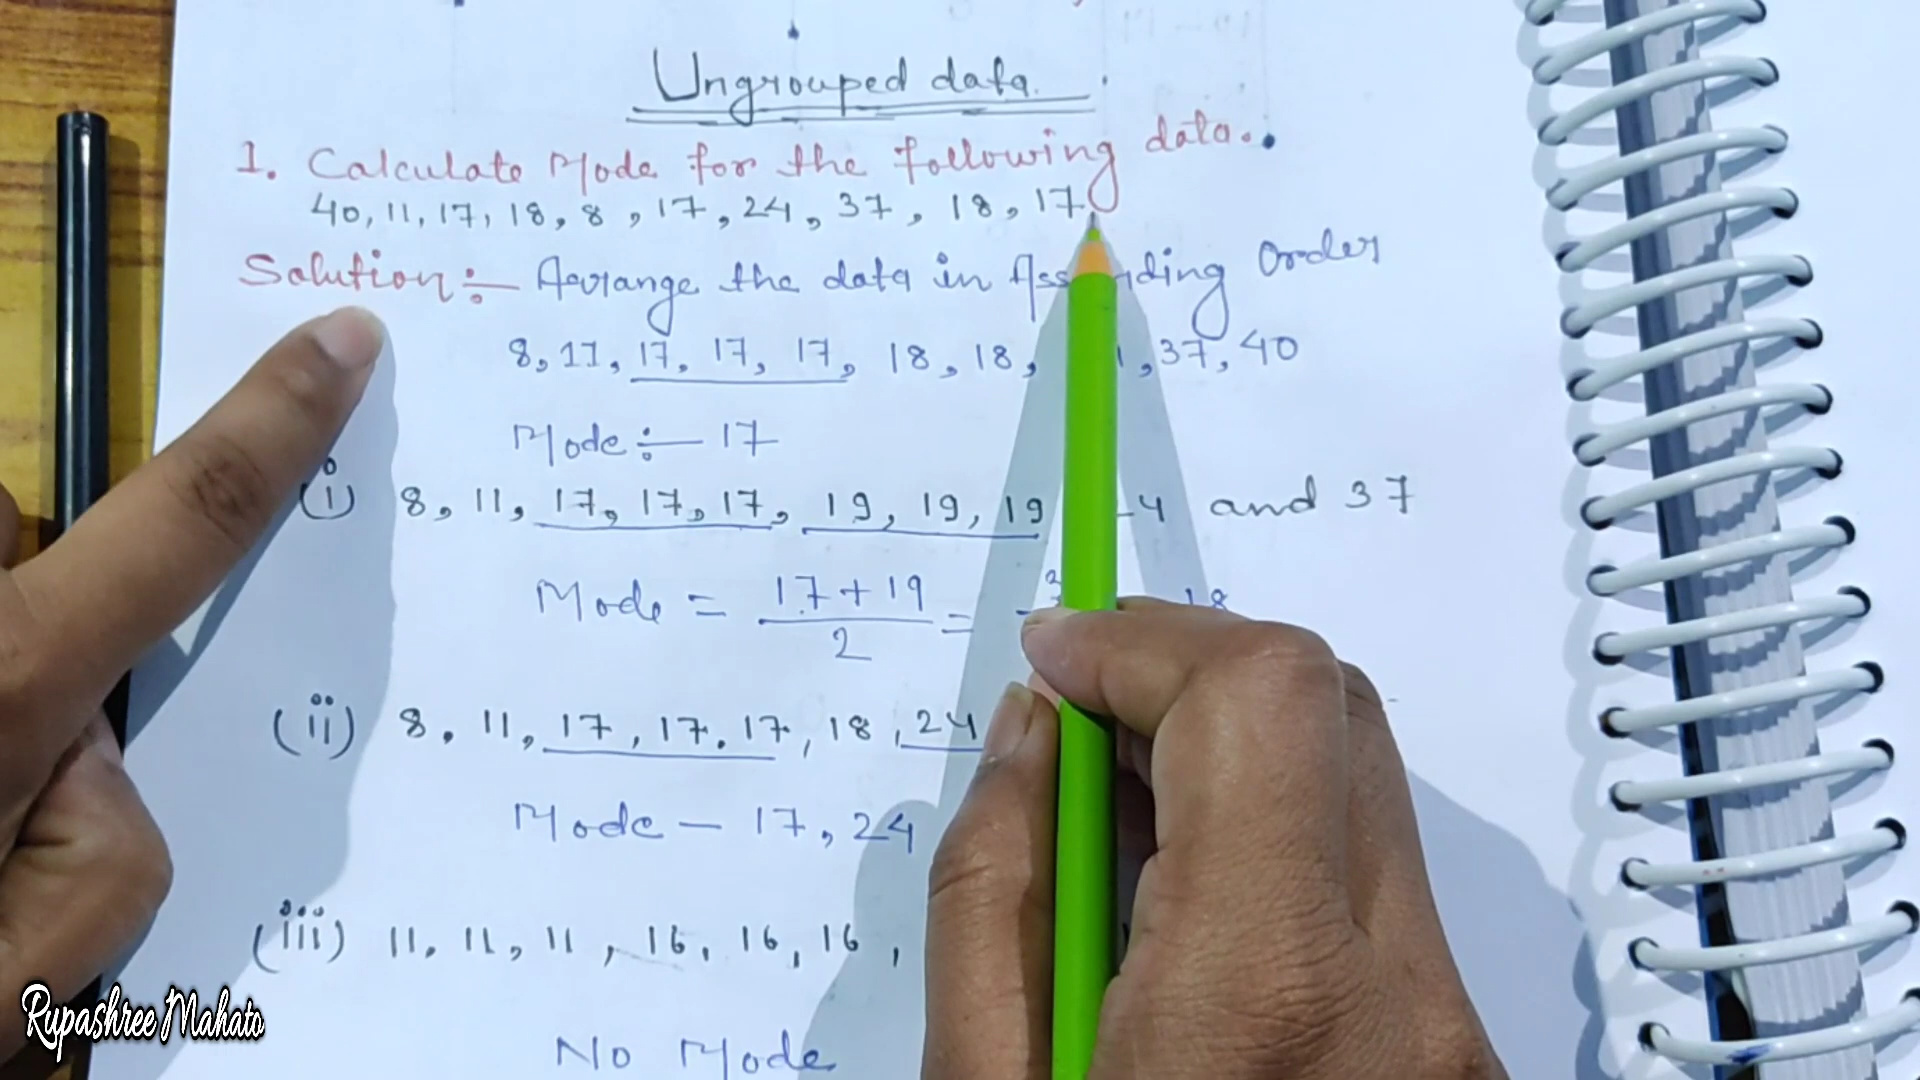 Ungrouped data.
1. Calculate Mode for the following data.
40, 11, 17, 18, 8, 17, 24, 37, 18, 17
Solution :- Arrange the data in Order
8, 11, 17, 17, 17, 18, 18, , 37, 40
Mode :- 17
(i) 8, 11, 17, 17, 17, 19, 19, 19 4 and 37
Mode = 17 + 19 / 2 = 18
(ii) 8. 11, 17, 17. 17, 18, 24
Mode - 17, 24
(iii) 11. 11, 11, 16. 16, 16,
No Mode
Rupashree Mahato